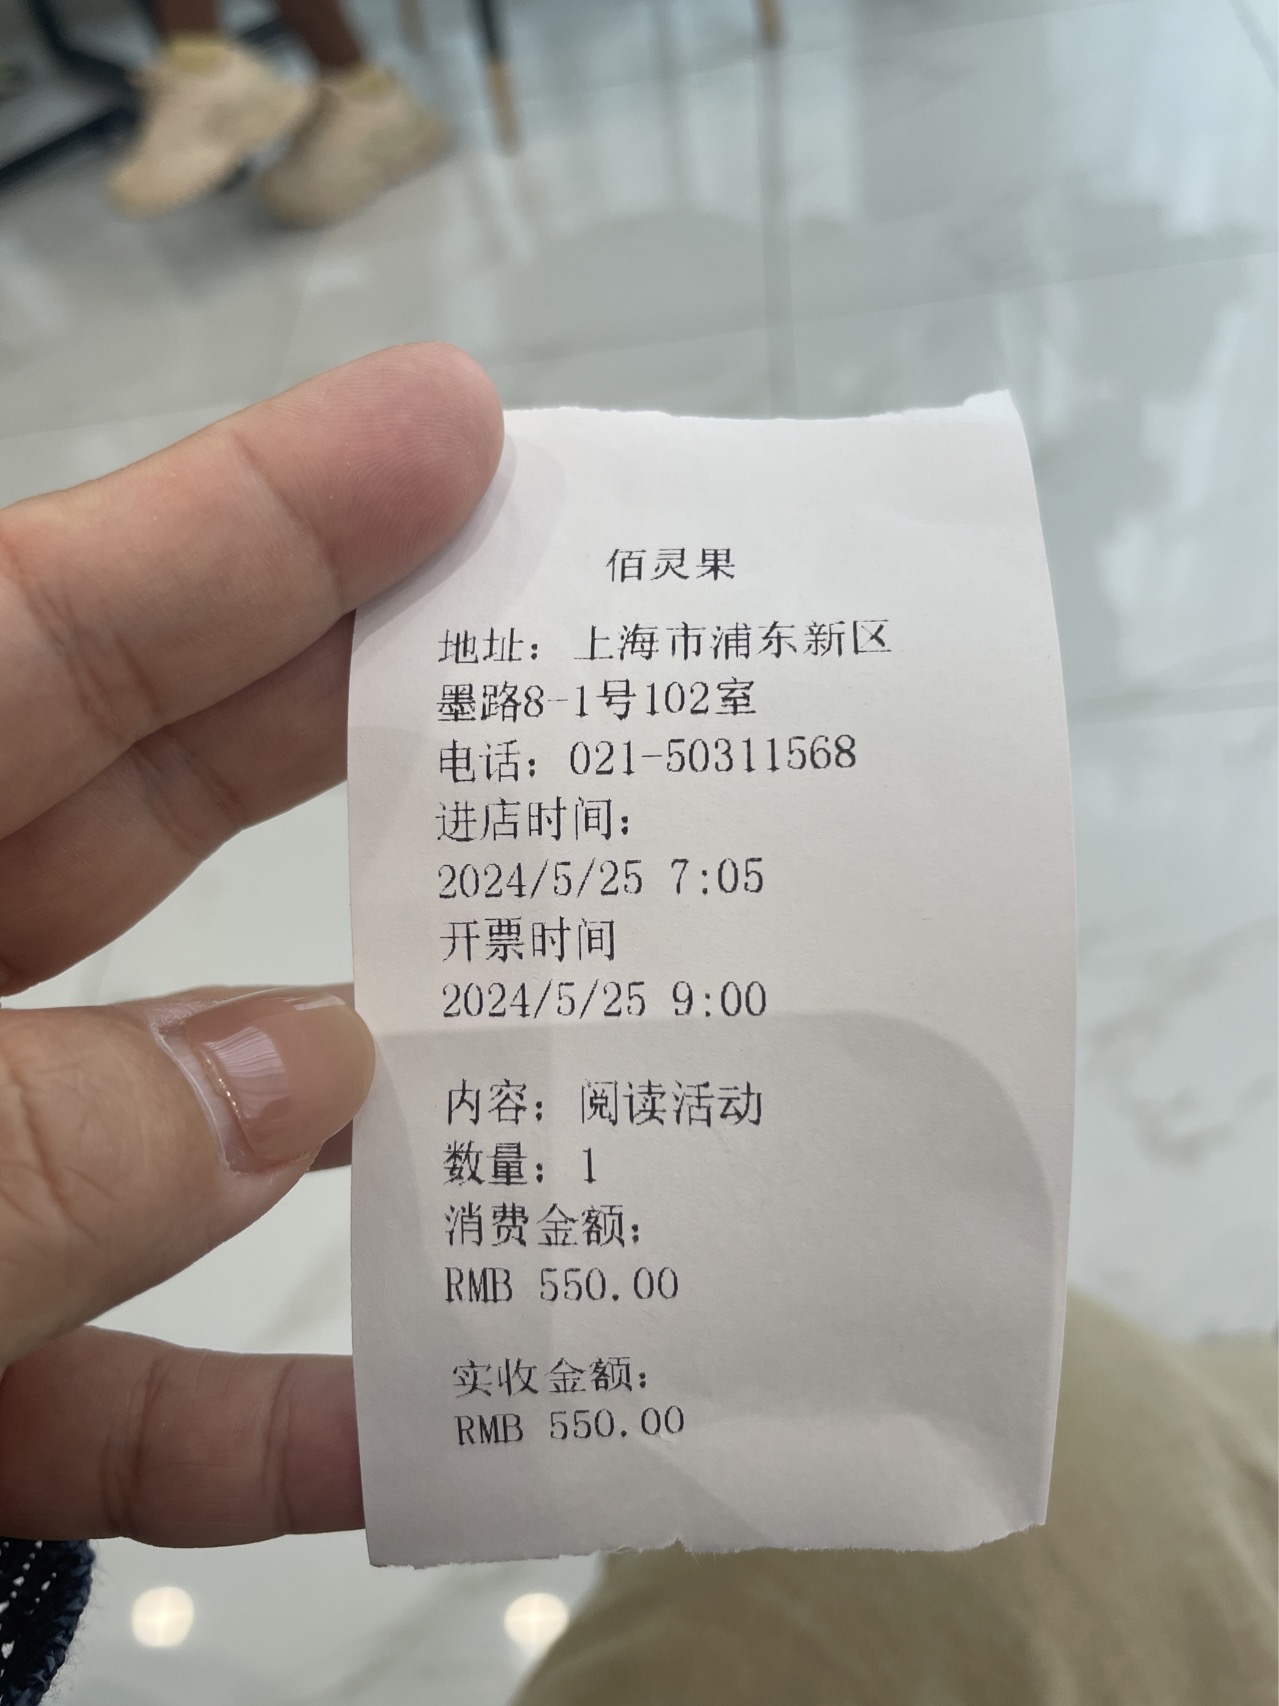 佰灵果
地址：上海市浦东新区
墨路8-1号102室
电话：021-50311568
进店时间：
2024/5/25 7:05
开票时间
2024/5/25 9:00
内容：阅读活动
数量：1
消费金额：
RMB 550.00
实收金额：
RMB 550.00